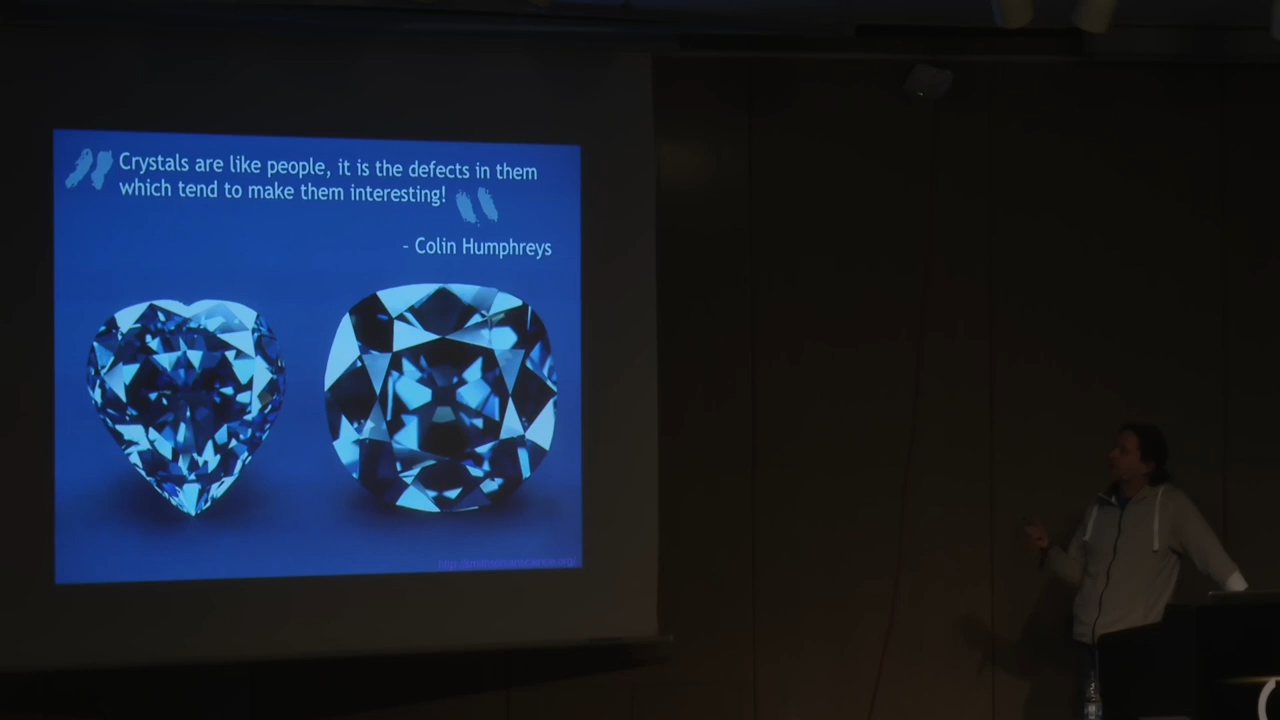 Crystals are like people, it is the defects in them
which tend to make them interesting!
- Colin Humphreys